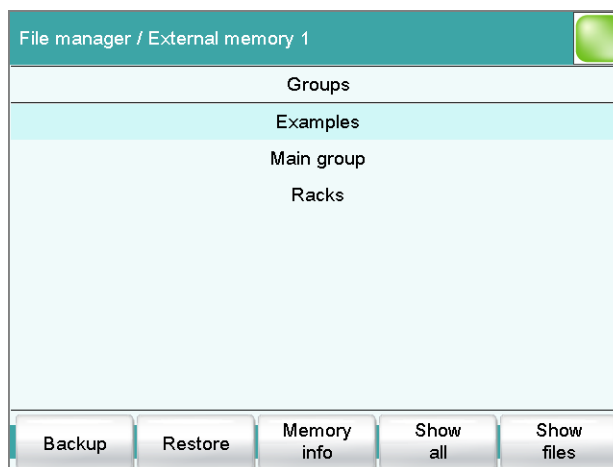 File manager / External memory 1
Groups
Examples
Main group
Racks
Backup
Restore
Memory
info
Show
all
Show
files